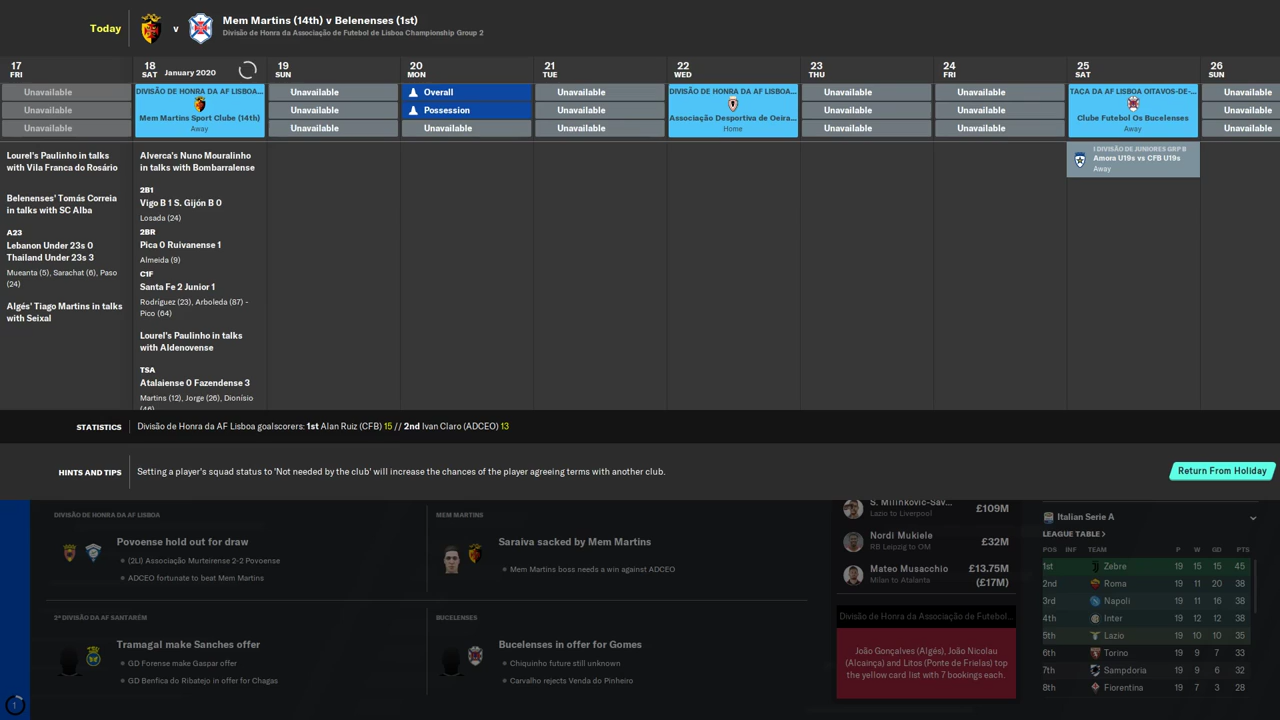 Today
Mem Martins (14th) v Belenenses (1st)
v
Divisão de Honra da Associação de Futebol de Lisboa Championship Group 2
17
FRI
18
SAT January 2020
19
SUN
20
MON
21
TUE
22
WED
23
THU
24
FRI
25
SAT
26
SUN
Unavailable
DIVISÃO DE HONRA DA AF LISBOA...
Unavailable
Overall
Unavailable
DIVISÃO DE HONRA DA AF LISBOA...
Unavailable
Unavailable
TAÇA DA AF LISBOA OITAVOS-DE-...
Unavailable
Unavailable
Unavailable
Possession
Unavailable
Unavailable
Unavailable
Unavailable
Unavailable
Mem Martins Sport Clube (14th)
Away
Unavailable
Unavailable
Unavailable
Associação Desportiva de Oeira...
Home
Unavailable
Unavailable
Clube Futebol Os Bucelenses
Away
Unavailable
Lourel's Paulinho in talks
with Vila Franca do Rosário
Belenenses' Tomás Correia
in talks with SC Alba
A23
Lebanon Under 23s 0
Thailand Under 23s 3
Mueanta (5), Sarachat (6), Paso
(24)
Algés' Tiago Martins in talks
with Seixal
Alverca's Nuno Mouralinho
in talks with Bombarralense
2B1
Vigo B 1 S. Gijón B 0
Losada (24)
2BR
Pica 0 Ruivanense 1
Almeida (9)
C1F
Santa Fe 2 Junior 1
Rodríguez (23), Arboleda (87) -
Pico (64)
Lourel's Paulinho in talks
with Aldenovense
TSA
Atalaiense 0 Fazendense 3
Martins (12), Jorge (26), Dionísio
(46)
I DIVISÃO DE JUNIORES GRP B
Amora U19s vs CFB U19s
Away
STATISTICS
Divisão de Honra da AF Lisboa goalscorers: 1st Alan Ruiz (CFB) 15 // 2nd Ivan Claro (ADCEO) 13
HINTS AND TIPS
Setting a player's squad status to 'Not needed by the club' will increase the chances of the player agreeing terms with another club.
Return From Holiday
DIVISÃO DE HONRA DA AF LISBOA
Povoense hold out for draw
(2LI) Associação Murteirense 2-2 Povoense
ADCEO fortunate to beat Mem Martins
MEM MARTINS
Saraiva sacked by Mem Martins
Mem Martins boss needs a win against ADCEO
2ª DIVISÃO DA AF SANTARÉM
Tramagal make Sanches offer
GD Forense make Gaspar offer
GD Benfica do Ribatejo in offer for Chagas
BUCELENSES
Bucelenses in offer for Gomes
Chiquinho future still unknown
Carvalho rejects Venda do Pinheiro
S. Milinkovic-Sav...
Lazio to Liverpool
£109M
Nordi Mukiele
RB Leipzig to OM
£32M
Mateo Musacchio
Milan to Atalanta
£13.75M
(£17M)
Divisão de Honra da Associação de Futebol...
João Gonçalves (Algés), João Nicolau
(Alcainça) and Litos (Ponte de Frielas) top
the yellow card list with 7 bookings each.
Italian Serie A
LEAGUE TABLE >
POS INF TEAM P W GD PTS
1st Zebre 19 15 15 45
2nd Roma 19 11 20 38
3rd Napoli 19 11 16 38
4th Inter 19 12 12 38
5th Lazio 19 10 10 35
6th Torino 19 9 7 33
7th Sampdoria 19 9 6 32
8th Fiorentina 19 7 3 28
1